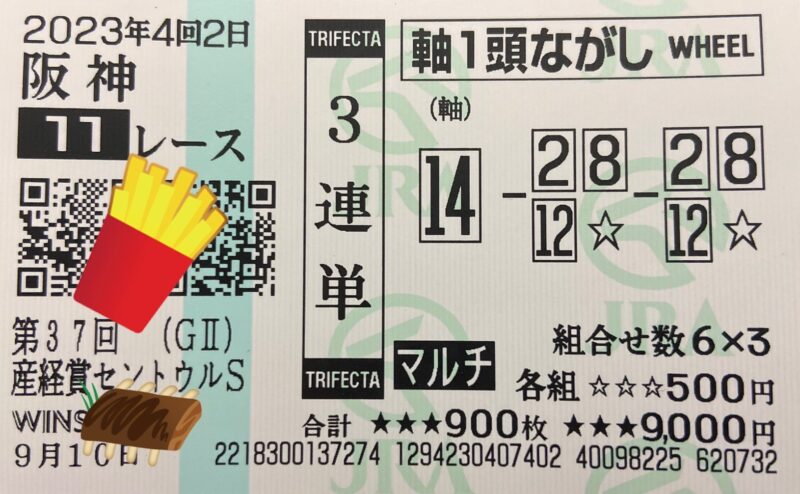 2023年4回2日
阪神
11レース
第37回 (GⅡ)
産経賞セントウルS
WINS
9月10日
TRIFECTA
3連単
TRIFECTA
軸1頭ながし WHEEL
(軸)
14 - 2 8 - 2 8
12 ☆ 12 ☆
マルチ
組合せ数6×3
各組 ☆☆☆500円
合計 ★★★900枚 ★★★9,000円
2218300137274 1294230407402 40098225 620732
JRA
JRA